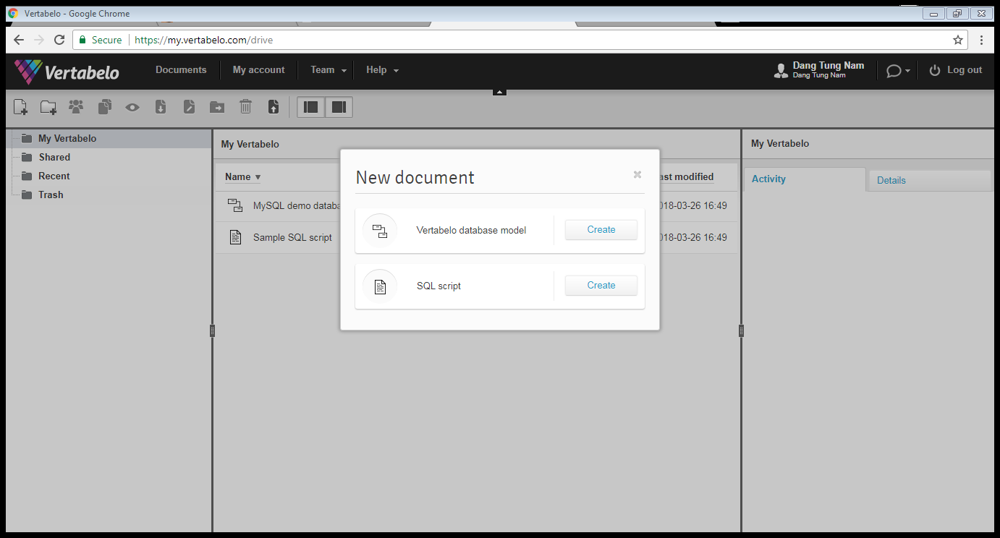 Vertabelo - Google Chrome
Secure https://my.vertabelo.com/drive
Vertabelo Documents My account Team Help Dang Tung Nam Log out
Dang Tung Nam
My Vertabelo
Shared
Recent
Trash
My Vertabelo
Name ast modified
MySQL demo databa 018-03-26 16:49
Sample SQL script 018-03-26 16:49
New document
Vertabelo database model Create
SQL script Create
My Vertabelo
Activity Details